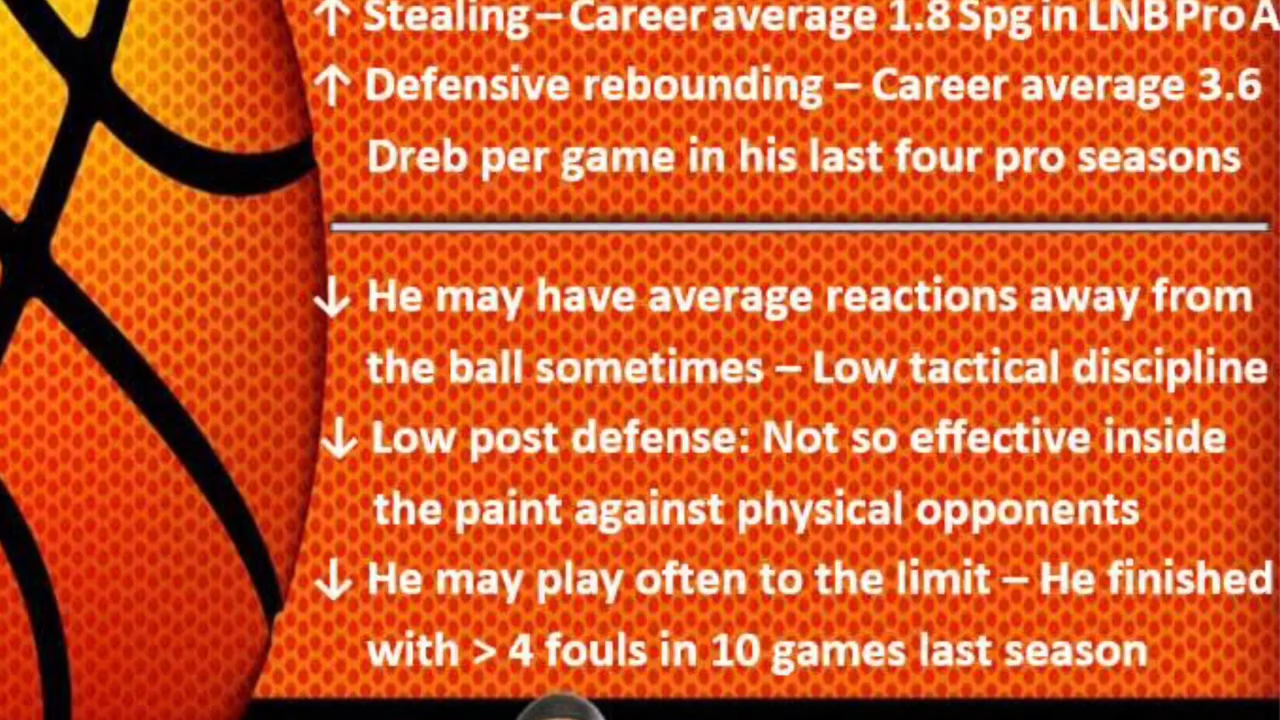 ↑ Stealing – Career average 1.8 Spg in LNB Pro A
↑ Defensive rebounding – Career average 3.6
Dreb per game in his last four pro seasons
↓ He may have average reactions away from
the ball sometimes – Low tactical discipline
↓ Low post defense: Not so effective inside
the paint against physical opponents
↓ He may play often to the limit – He finished
with > 4 fouls in 10 games last season